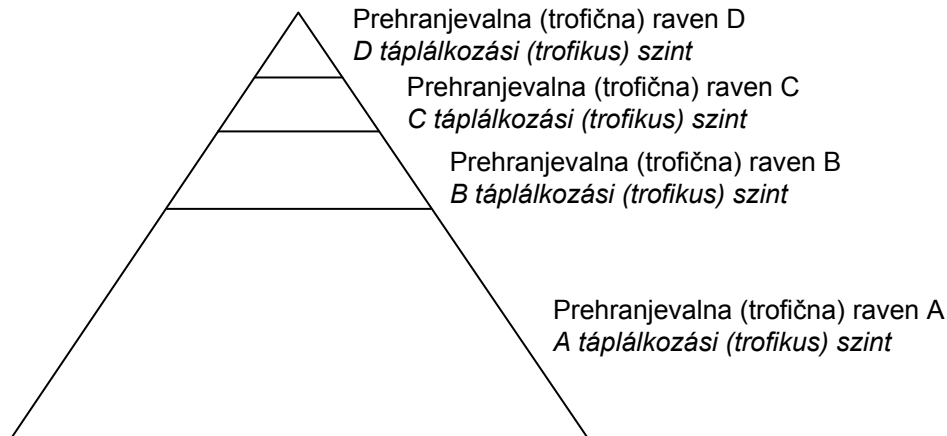 Prehranjevalna (trofična) raven D
D táplálkozási (trofikus) szint
Prehranjevalna (trofična) raven C
C táplálkozási (trofikus) szint
Prehranjevalna (trofična) raven B
B táplálkozási (trofikus) szint
Prehranjevalna (trofična) raven A
A táplálkozási (trofikus) szint